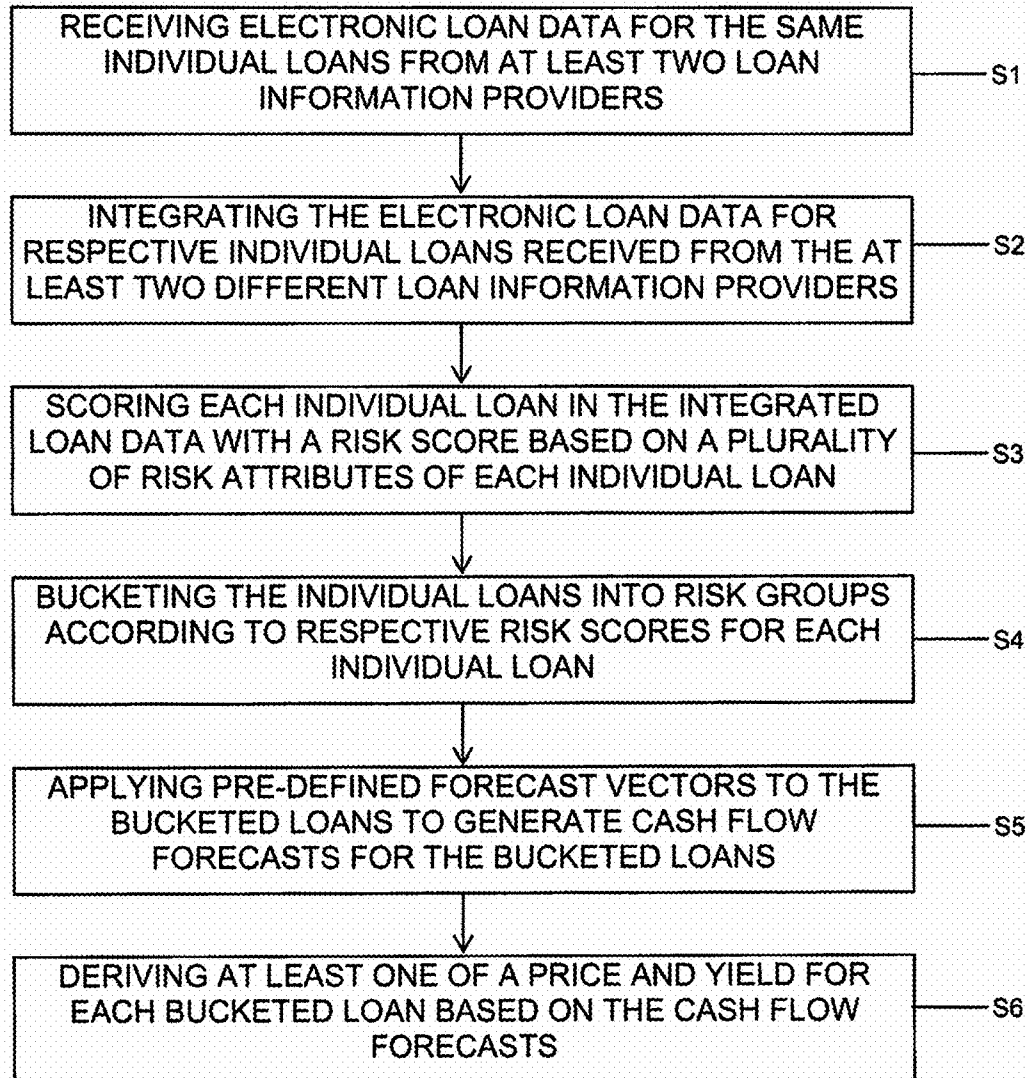 RECEIVING ELECTRONIC LOAN DATA FOR THE SAME
INDIVIDUAL LOANS FROM AT LEAST TWO LOAN
INFORMATION PROVIDERS
S1
INTEGRATING THE ELECTRONIC LOAN DATA FOR
RESPECTIVE INDIVIDUAL LOANS RECEIVED FROM THE AT
LEAST TWO DIFFERENT LOAN INFORMATION PROVIDERS
S2
SCORING EACH INDIVIDUAL LOAN IN THE INTEGRATED
LOAN DATA WITH A RISK SCORE BASED ON A PLURALITY
OF RISK ATTRIBUTES OF EACH INDIVIDUAL LOAN
S3
BUCKETING THE INDIVIDUAL LOANS INTO RISK GROUPS
ACCORDING TO RESPECTIVE RISK SCORES FOR EACH
INDIVIDUAL LOAN
S4
APPLYING PRE-DEFINED FORECAST VECTORS TO THE
BUCKETED LOANS TO GENERATE CASH FLOW
FORECASTS FOR THE BUCKETED LOANS
S5
DERIVING AT LEAST ONE OF A PRICE AND YIELD FOR
EACH BUCKETED LOAN BASED ON THE CASH FLOW
FORECASTS
S6